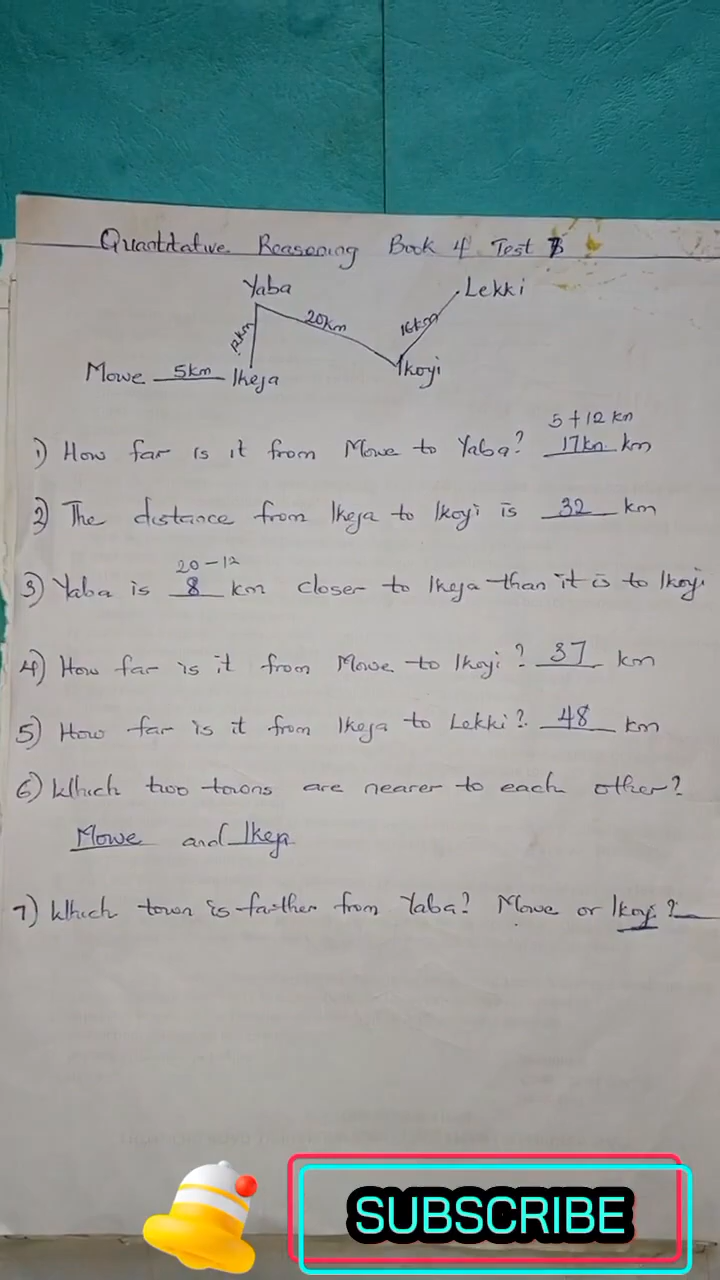 Quantitative Reasoning Book 4 Test 
Yaba
Lekki
20km
16km
12km
Mowe 5km Ikeja
Ikoyi
5 + 12 km
1) How far is it from Mowe to Yaba? 17km km
2) The distance from Ikeja to Ikoyi is 32 km
20 - 12
3) Yaba is 8 km closer to Ikeja than it is to Ikoyi
4) How far is it from Mowe to Ikoyi? 37 km
5) How far is it from Ikeja to Lekki? 48 km
6) Which two towns are nearer to each other?
Mowe and Ikeja
7) Which town is farther from Yaba? Mowe or Ikoyi?
SUBSCRIBE